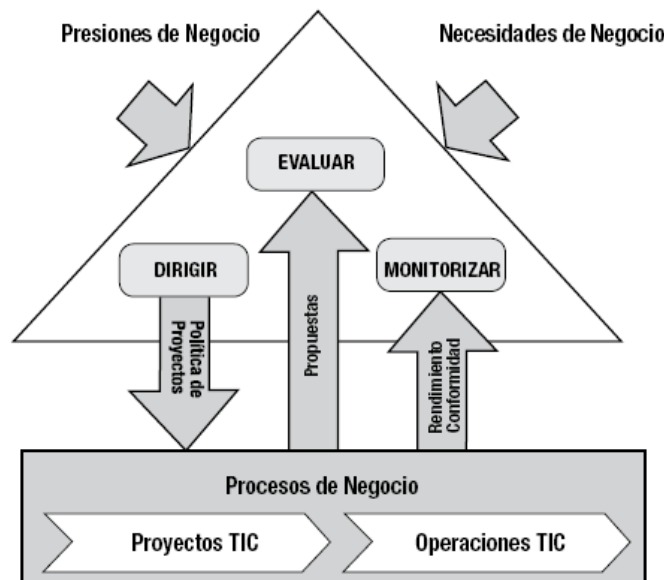 Presiones de Negocio
Necesidades de Negocio
EVALUAR
DIRIGIR
MONITORIZAR
Política de
Proyectos
Propuestas
Rendimiento
Conformidad
Procesos de Negocio
Proyectos TIC
Operaciones TIC